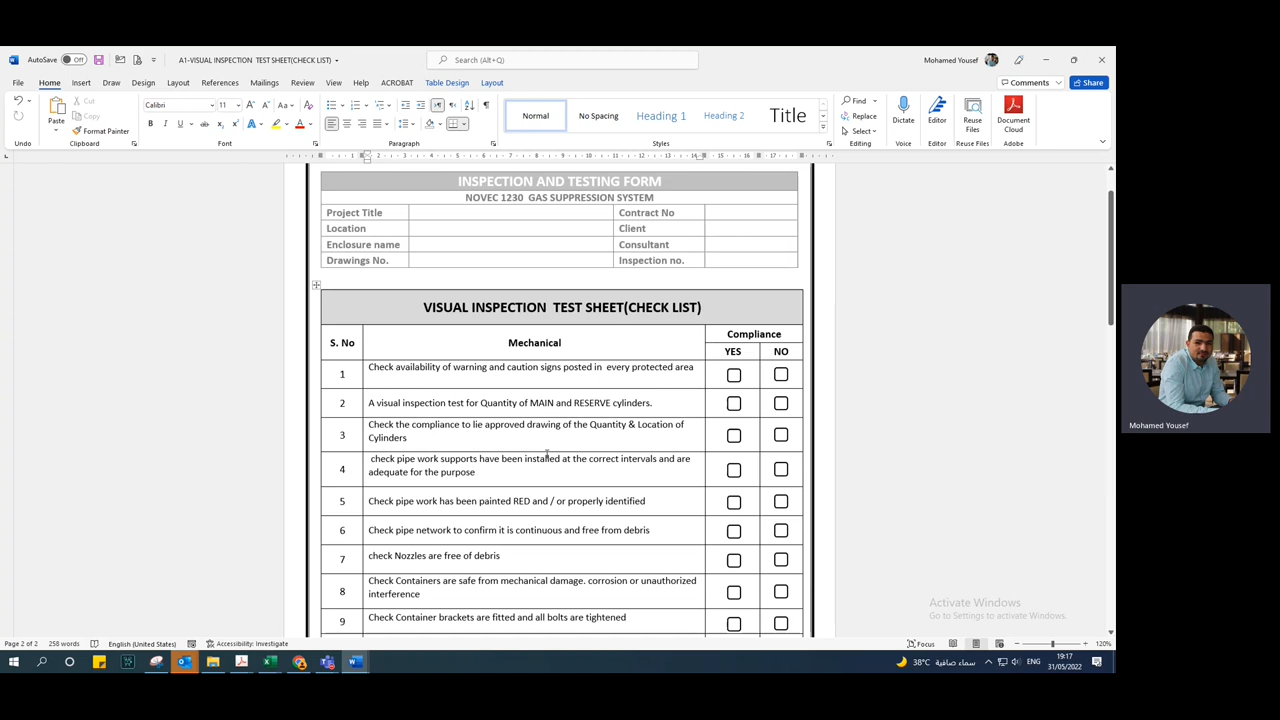 AutoSave Off A1-VISUAL INSPECTION TEST SHEET(CHECK LIST) Search (Alt+Q) Mohamed Yousef
File Home Insert Draw Design Layout References Mailings Review View Help ACROBAT Table Design Layout Comments Share
Paste Cut Copy Format Painter
Calibri 11
Normal No Spacing Heading 1 Heading 2 Title
Find Replace Select
Dictate Editor Reuse Files Document Cloud
Undo Clipboard Font Paragraph Styles Editing Voice Editor Reuse Files Adobe
INSPECTION AND TESTING FORM
NOVEC 1230 GAS SUPPRESSION SYSTEM
Project Title Contract No
Location Client
Enclosure name Consultant
Drawings No. Inspection no.
VISUAL INSPECTION TEST SHEET(CHECK LIST)
S. No Mechanical Compliance
YES NO
1 Check availability of warning and caution signs posted in every protected area
2 A visual inspection test for Quantity of MAIN and RESERVE cylinders.
3 Check the compliance to lie approved drawing of the Quantity & Location of
Cylinders
4 check pipe work supports have been installed at the correct intervals and are
adequate for the purpose
5 Check pipe work has been painted RED and / or properly identified
6 Check pipe network to confirm it is continuous and free from debris
7 check Nozzles are free of debris
8 Check Containers are safe from mechanical damage. corrosion or unauthorized
interference
9 Check Container brackets are fitted and all bolts are tightened
Activate Windows
Go to Settings to activate Windows.
Mohamed Yousef
Page 2 of 2 258 words English (United States) Accessibility: Investigate Focus 120%
38°C سماء صافية ENG 19:17
31/05/2022